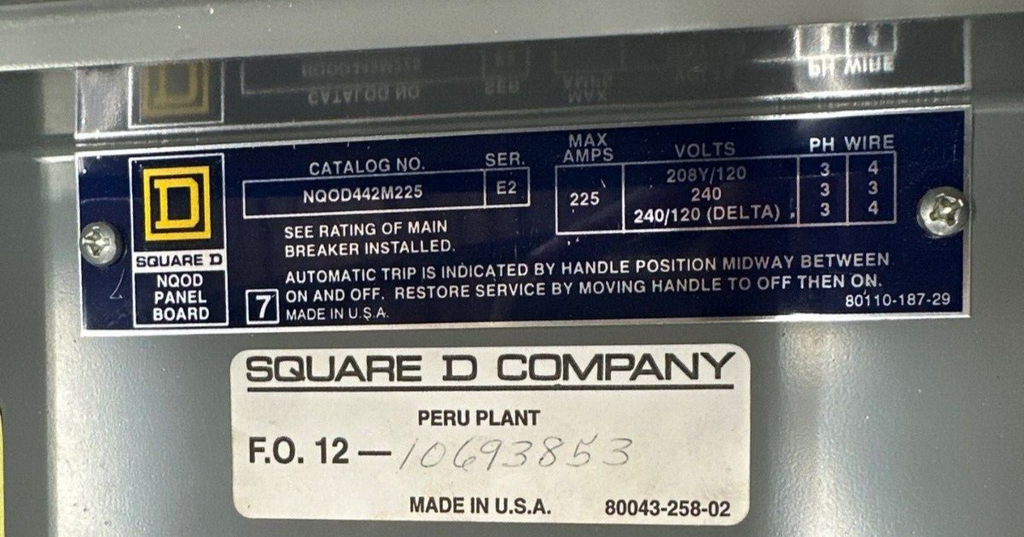 CATALOG NO. SER. MAX AMPS VOLTS PH WIRE
NQOD442M225 E2 225 208Y/120 3 4
240 3 3
240/120 (DELTA) 3 4
SEE RATING OF MAIN
BREAKER INSTALLED.
D
SQUARE D
NQOD
PANEL
BOARD
AUTOMATIC TRIP IS INDICATED BY HANDLE POSITION MIDWAY BETWEEN
7 ON AND OFF. RESTORE SERVICE BY MOVING HANDLE TO OFF THEN ON.
MADE IN U.S.A. 80110-187-29
SQUARE D COMPANY
PERU PLANT
F.O. 12 — 10693853
MADE IN U.S.A. 80043-258-02